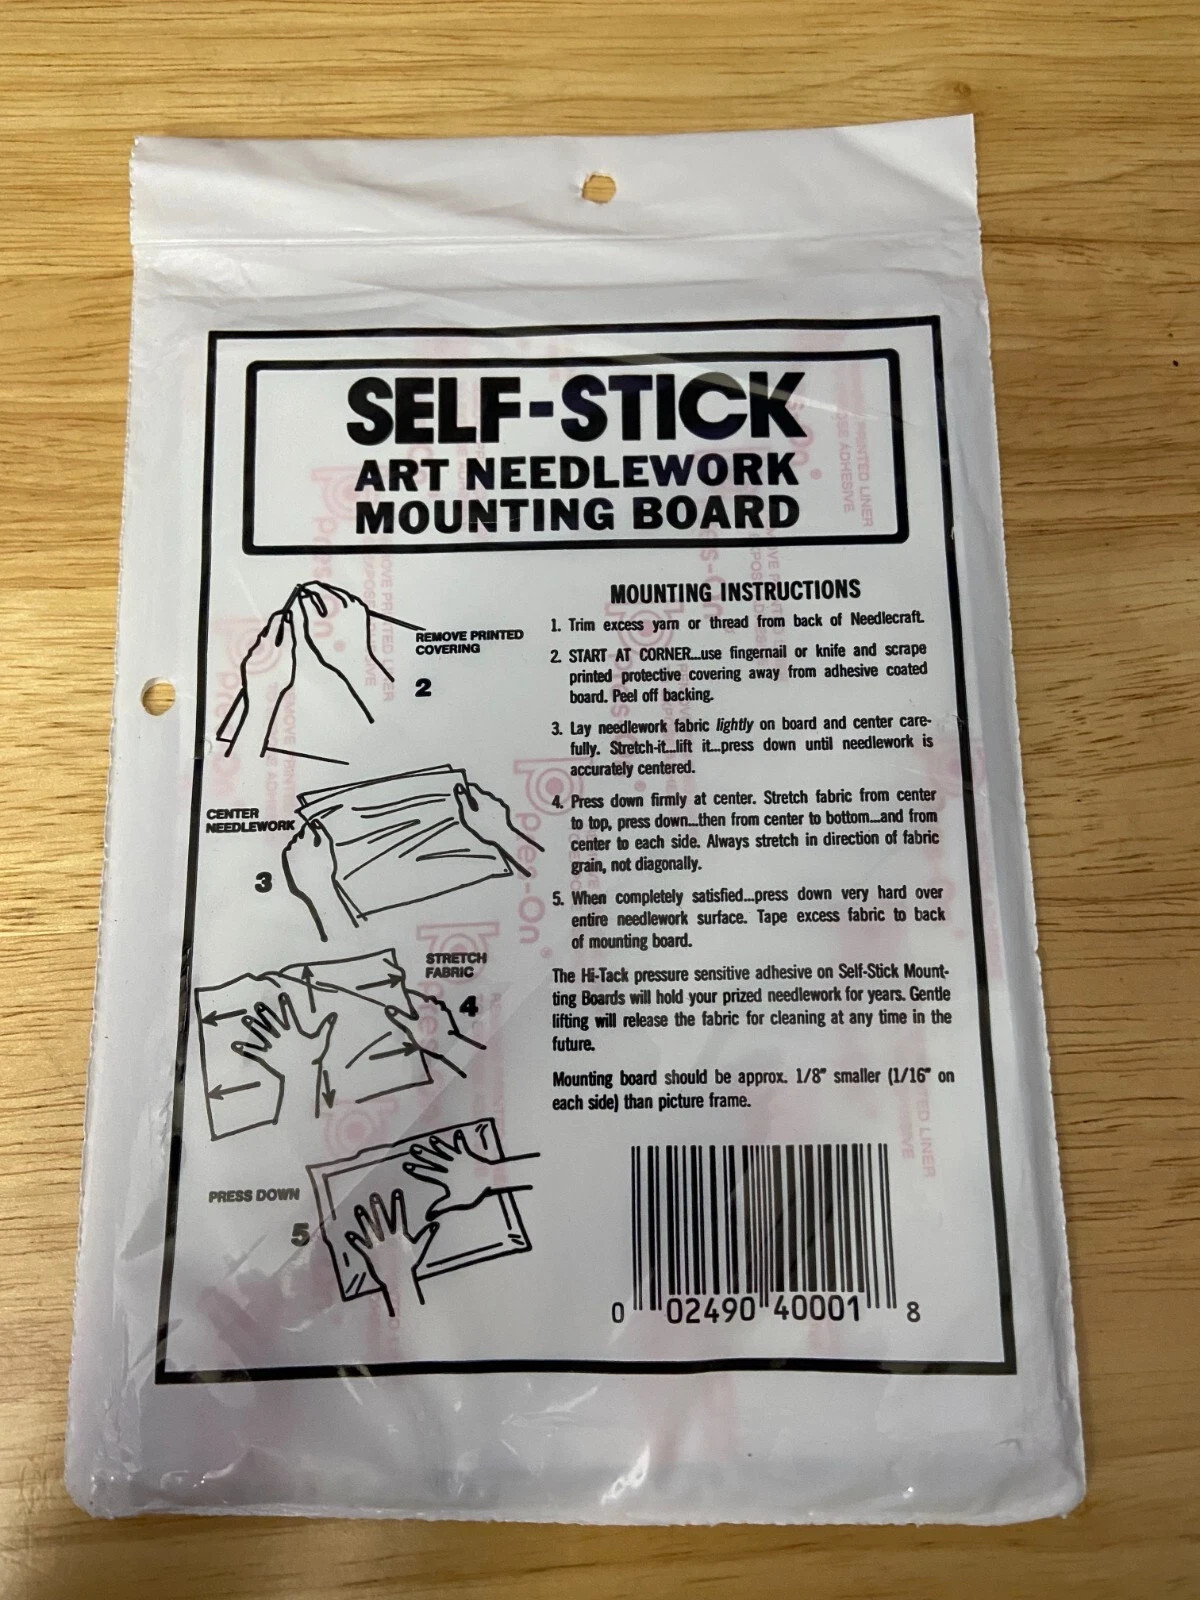 SELF-STICK
ART NEEDLEWORK
MOUNTING BOARD
REMOVE PRINTED
COVERING
2
CENTER
NEEDLEWORK
3
STRETCH
FABRIC
4
PRESS DOWN
5
MOUNTING INSTRUCTIONS
1. Trim excess yarn or thread from back of Needlecraft.
2. START AT CORNER...use fingernail or knife and scrape
printed protective covering away from adhesive coated
board. Peel off backing.
3. Lay needlework fabric lightly on board and center care-
fully. Stretch-it...lift it...press down until needlework is
accurately centered.
4. Press down firmly at center. Stretch fabric from center
to top, press down...then from center to bottom...and from
center to each side. Always stretch in direction of fabric
grain, not diagonally.
5. When completely satisfied...press down very hard over
entire needlework surface. Tape excess fabric to back
of mounting board.
The Hi-Tack pressure sensitive adhesive on Self-Stick Moun-
ting Boards will hold your prized needlework for years. Gentle
lifting will release the fabric for cleaning at any time in the
future.
Mounting board should be approx. 1/8" smaller (1/16" on
each side) than picture frame.
0 02490 40001 8
pres-On®